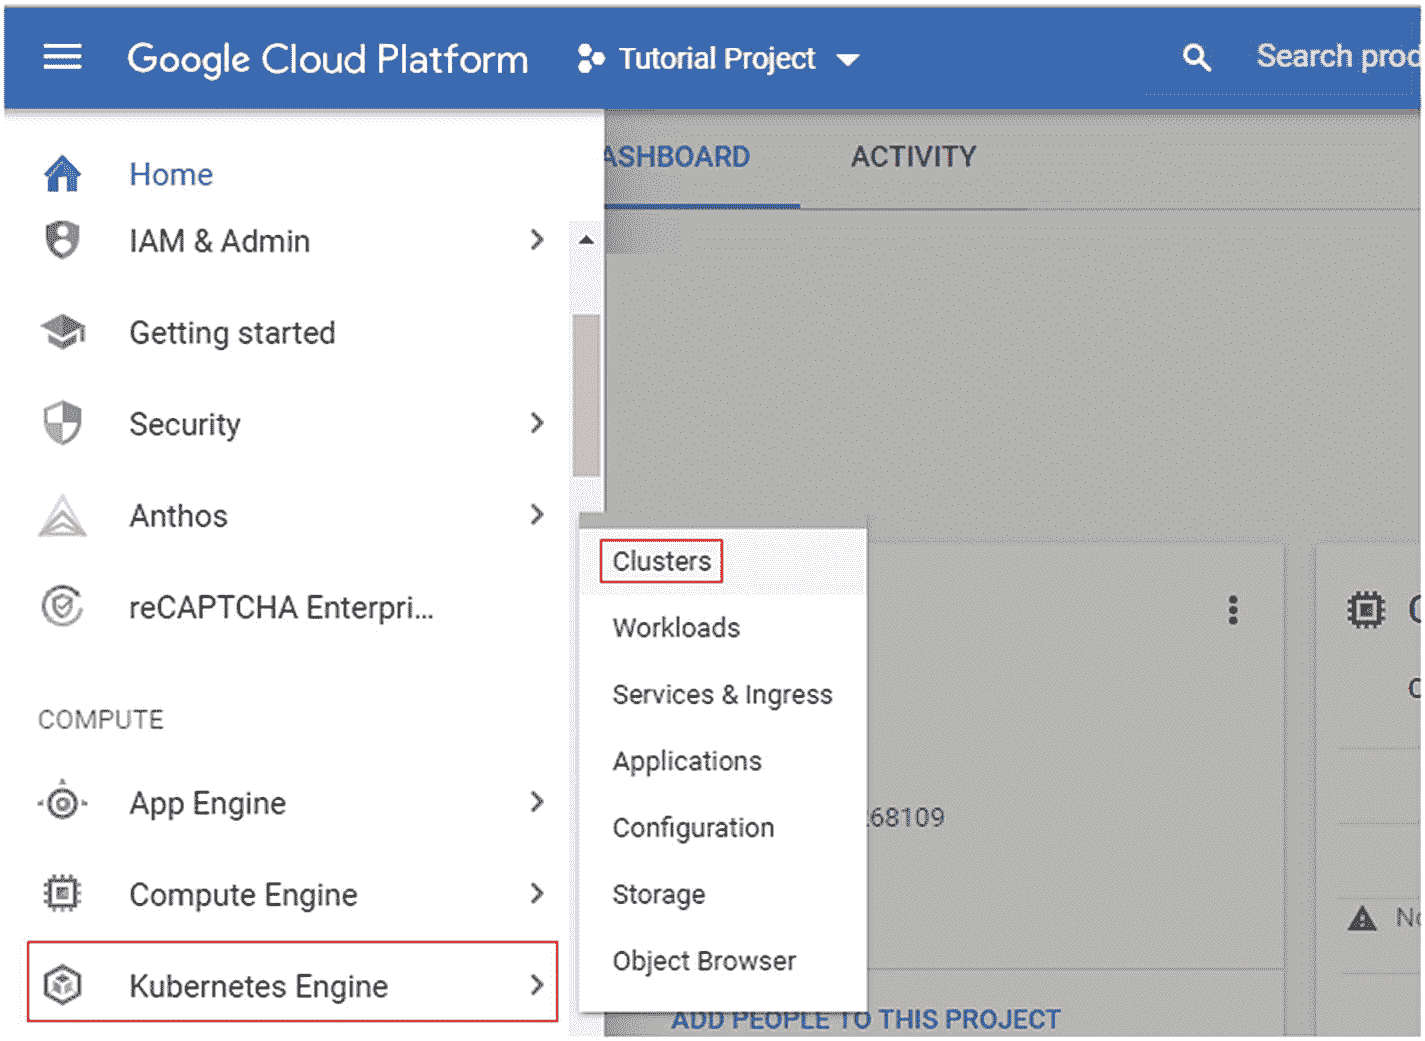 Google Cloud Platform Tutorial Project Search prod
ASHBOARD ACTIVITY
Home
IAM & Admin
Getting started
Security
Anthos
reCAPTCHA Enterpri...
COMPUTE
App Engine
Compute Engine
Kubernetes Engine
Clusters
Workloads
Services & Ingress
Applications
Configuration
Storage
Object Browser
68109
ADD PEOPLE TO THIS PROJECT